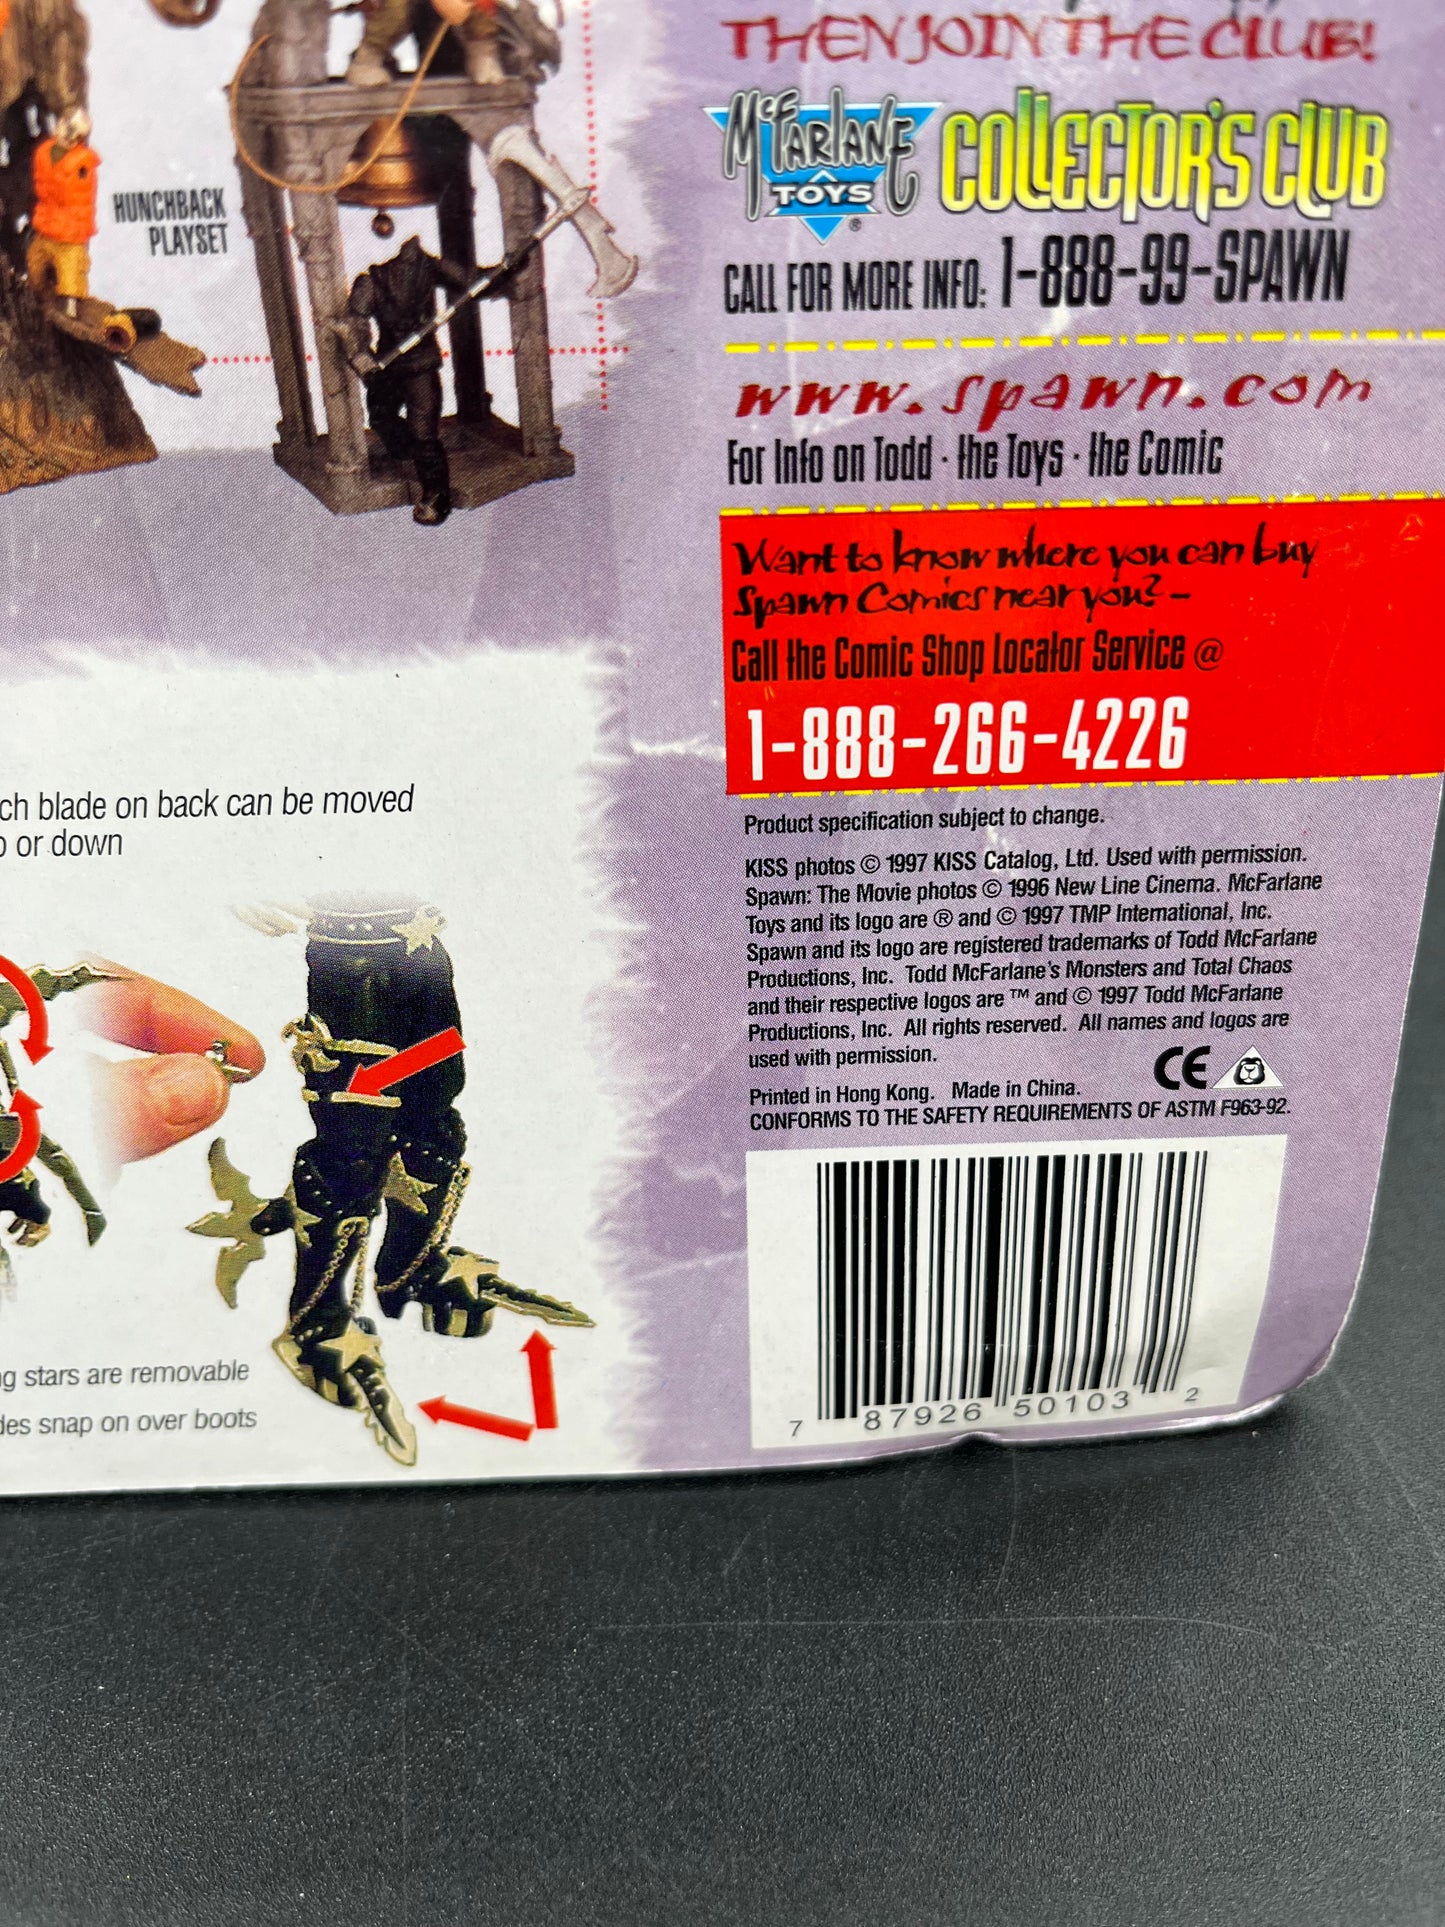 THEN JOIN THE CLUB!
McFARLANE TOYS ® COLLECTOR'S CLUB
CALL FOR MORE INFO: 1-888-99-SPAWN
www.spawn.com
For Info on Todd · the Toys · the Comic
Want to know where you can buy
Spawn Comics near you? -
Call the Comic Shop Locator Service @
1-888-266-4226
Product specification subject to change.
KISS photos © 1997 KISS Catalog, Ltd. Used with permission.
Spawn: The Movie photos © 1996 New Line Cinema. McFarlane
Toys and its logo are ® and © 1997 TMP International, Inc.
Spawn and its logo are registered trademarks of Todd McFarlane
Productions, Inc. Todd McFarlane's Monsters and Total Chaos
and their respective logos are ™ and © 1997 Todd McFarlane
Productions, Inc. All rights reserved. All names and logos are
used with permission.
Printed in Hong Kong. Made in China.
CE
CONFORMS TO THE SAFETY REQUIREMENTS OF ASTM F963-92.
7 87926 50103 2
HUNCHBACK
PLAYSET
ch blade on back can be moved
or down
stars are removable
snap on over boots